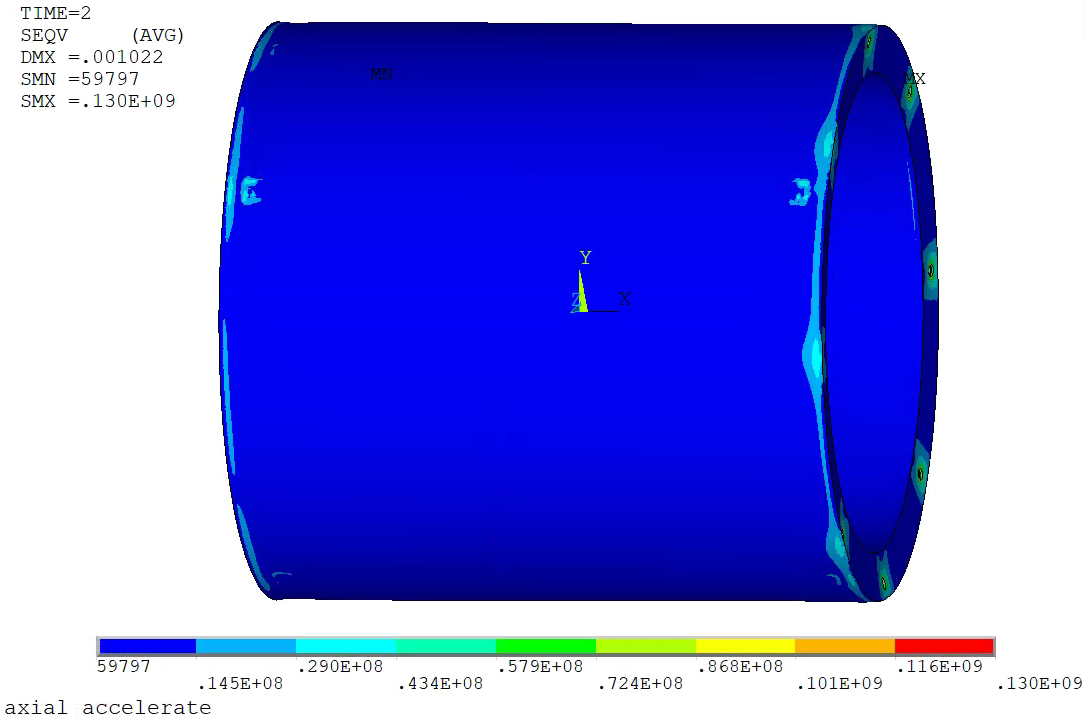 TIME=2
SEQV (AVG)
DMX =.001022
SMN =59797
SMX =.130E+09
MN
MX
Y
Z
X
59797 .290E+08 .579E+08 .868E+08 .116E+09
.145E+08 .434E+08 .724E+08 .101E+09 .130E+09
axial accelerate